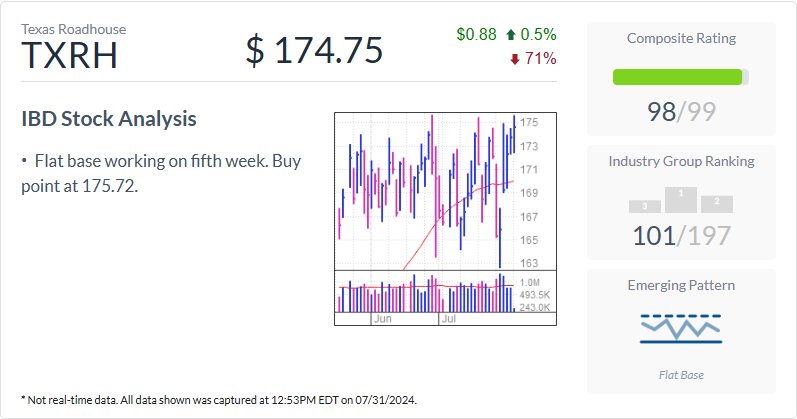 Texas Roadhouse
TXRH
$ 174.75
$0.88 0.5%
71%
IBD Stock Analysis
• Flat base working on fifth week. Buy
point at 175.72.
175
173
171
169
167
165
163
1.0M
493.5K
243.0K
Jun
Jul
Composite Rating
98/99
Industry Group Ranking
3 1 2
101/197
Emerging Pattern
Flat Base
* Not real-time data. All data shown was captured at 12:53PM EDT on 07/31/2024.